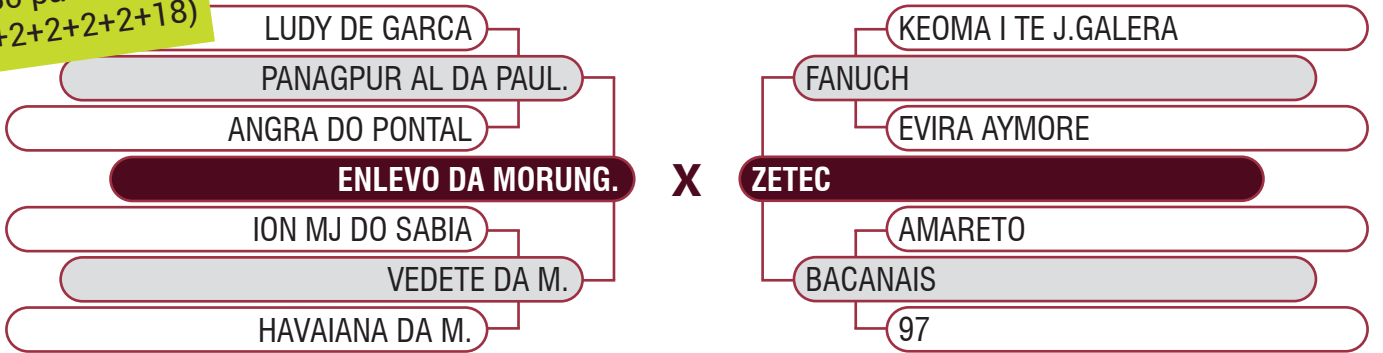 +2+2+2+2+18)
LUDY DE GARCA
PANAGPUR AL DA PAUL.
ANGRA DO PONTAL
ENLEVO DA MORUNG.
ION MJ DO SABIA
VEDETE DA M.
HAVAIANA DA M.
X
KEOMA I TE J.GALERA
FANUCH
EVIRA AYMORE
ZETEC
AMARETO
BACANAIS
97